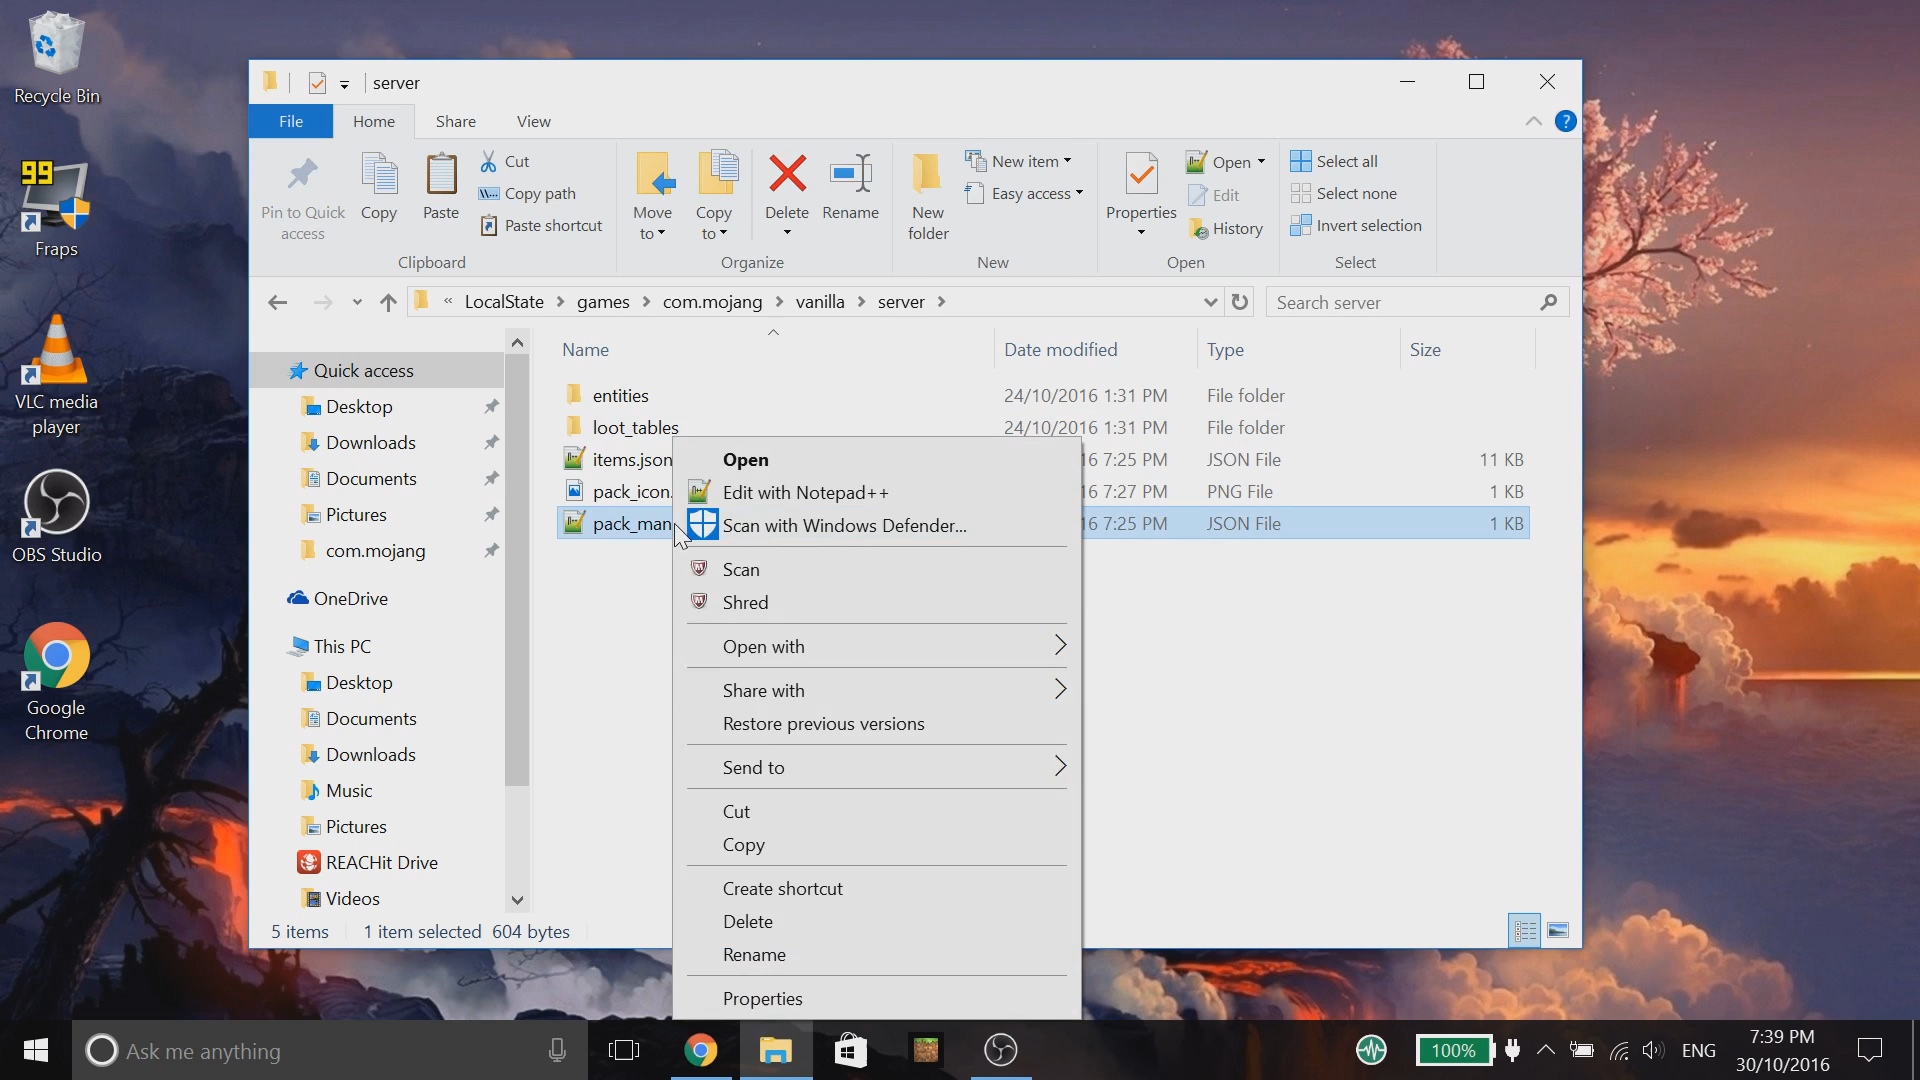 Recycle Bin
99
Fraps
VLC media
player
OBS Studio
Google
Chrome
server
File
Home
Share
View
?
Pin to Quick
access
Copy
Paste
Cut
Copy path
Paste shortcut
Clipboard
Move
to
Copy
to
Delete
Rename
Organize
New
folder
New item
Easy access
New
Properties
Open
Edit
History
Open
Select all
Select none
Invert selection
Select
« LocalState > games > com.mojang > vanilla > server >
Search server
Quick access
Desktop
Downloads
Documents
Pictures
com.mojang
OneDrive
This PC
Desktop
Documents
Downloads
Music
Pictures
REACHit Drive
Videos
Name Date modified Type Size
entities 24/10/2016 1:31 PM File folder
loot_tables 24/10/2016 1:31 PM File folder
items.json 16 7:25 PM JSON File 11 KB
pack_icon. 16 7:27 PM PNG File 1 KB
pack_man 16 7:25 PM JSON File 1 KB
Open
Edit with Notepad++
Scan with Windows Defender...
Scan
Shred
Open with
Share with
Restore previous versions
Send to
Cut
Copy
Create shortcut
Delete
Rename
Properties
5 items 1 item selected 604 bytes
Ask me anything
100%
ENG
7:39 PM
30/10/2016